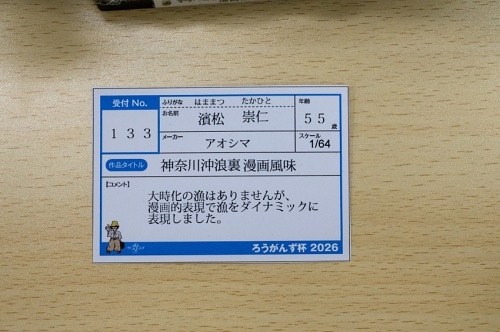 受付 No.
133
ふりがな はままつ たかひと
お名前 濱松 崇仁
年齢
55歳
メーカー
アオシマ
スケール
1/64
作品タイトル 神奈川沖浪裏 漫画風味
【コメント】
大時化の漁はありませんが、
漫画的表現で漁をダイナミックに
表現しました。
ろうがんず杯 2026